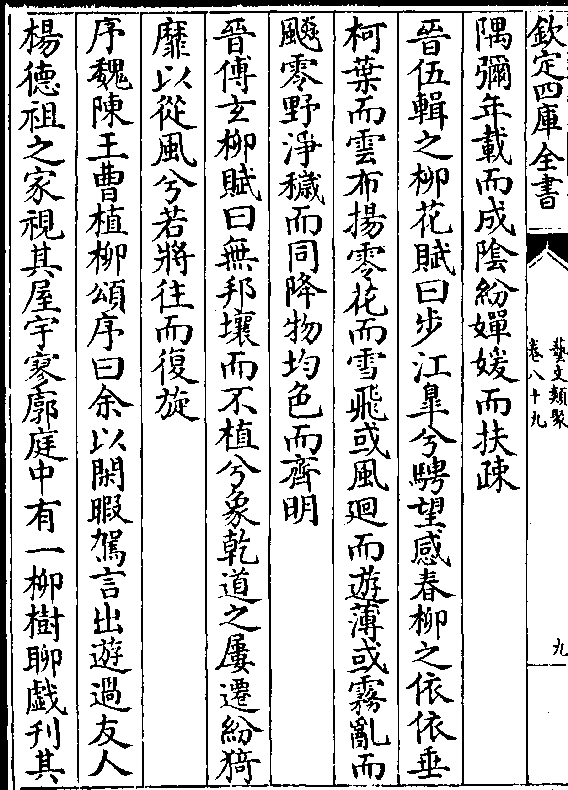 欽定四庫全書
藝文類聚
卷八十九
九
隅彌年載而成陰紛嬋媛而扶疎
晉伍輯之柳花賦曰步江臯兮騁望感春柳之依依垂
柯葉而雲布揚零花而雪飛或風迴而遊薄或霧亂而
飈零野淨穢而同降物均色而齊明
晉傅玄柳賦曰無邦壤而不植兮象乾道之屢遷紛猗
靡以從風兮若將往而復旋
序魏陳王曹植柳頌序曰余以閑暇駕言出遊過友人
楊德祖之家視其屋宇寥廓庭中有一柳樹聊戲刋其